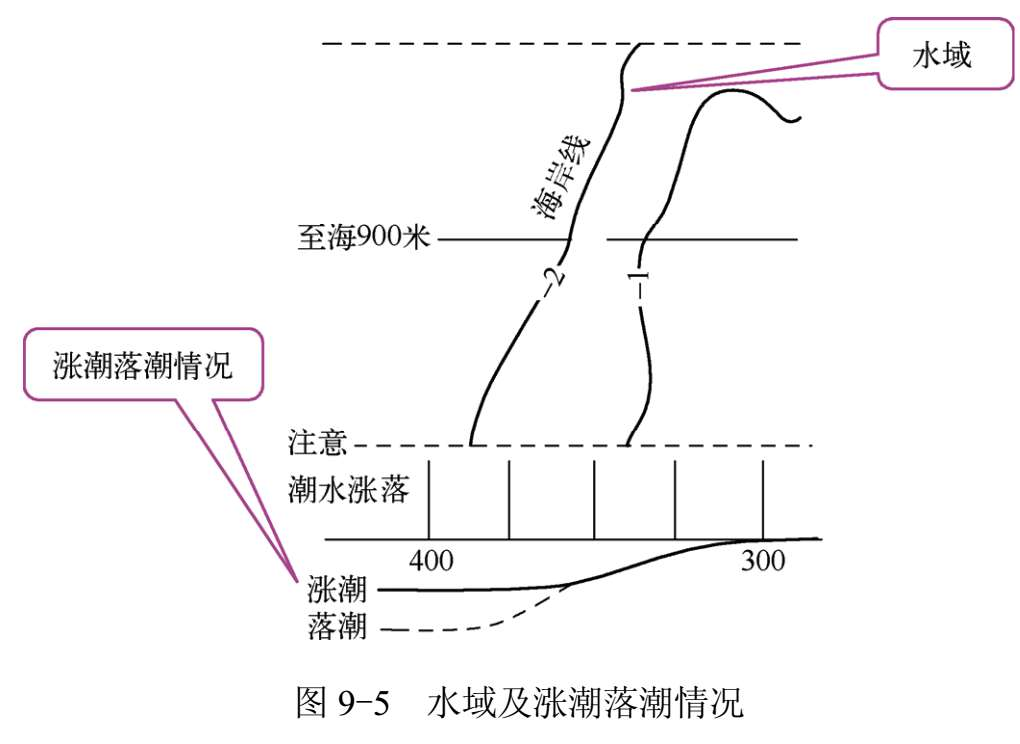 水域
海岸线
至海900米
-2
-1
涨潮落潮情况
注意
潮水涨落
400
300
涨潮
落潮
图 9-5 水域及涨潮落潮情况